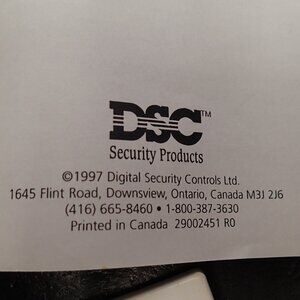 DSC™
Security Products
©1997 Digital Security Controls Ltd.
1645 Flint Road, Downsview, Ontario, Canada M3J 2J6
(416) 665-8460 • 1-800-387-3630
Printed in Canada 29002451 R0